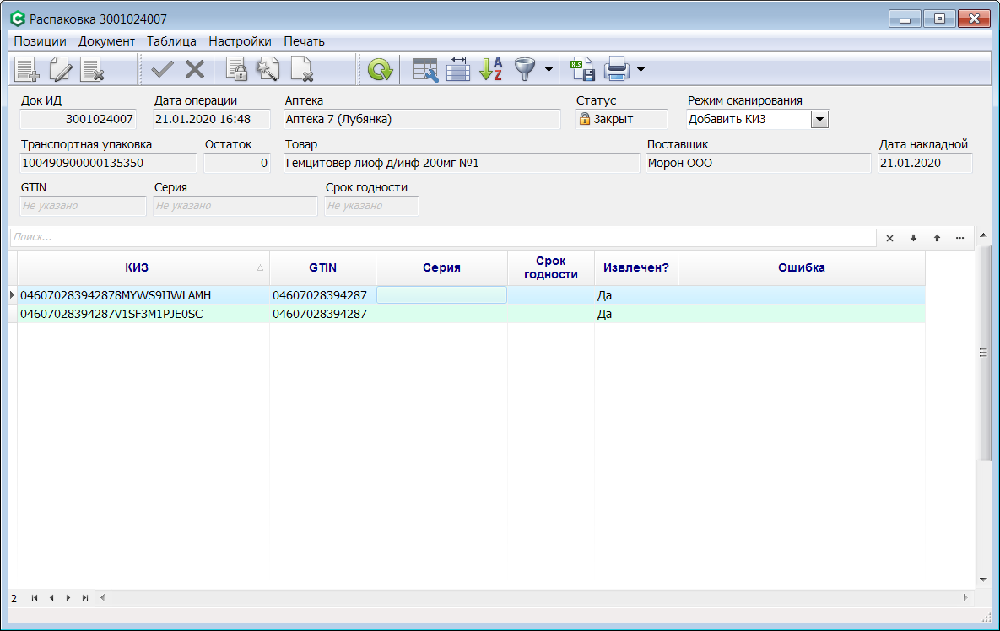 Распаковка 3001024007
Позиции Документ Таблица Настройки Печать
A
Z
XLS
Док ИД Дата операции Аптека Статус Режим сканирования
3001024007 21.01.2020 16:48 Аптека 7 (Лубянка) Закрыт Добавить КИЗ
Транспортная упаковка Остаток Товар Поставщик Дата накладной
100490900000135350 0 Гемцитовер лиоф д/инф 200мг №1 Морон ООО 21.01.2020
GTIN Серия Срок годности
Не указано Не указано Не указано
Поиск...
КИЗ GTIN Серия Срок годности Извлечен? Ошибка
046070283942878MYWS9IJWLAMH 04607028394287 Да
04607028394287V1SF3M1PJE0SC 04607028394287 Да
2